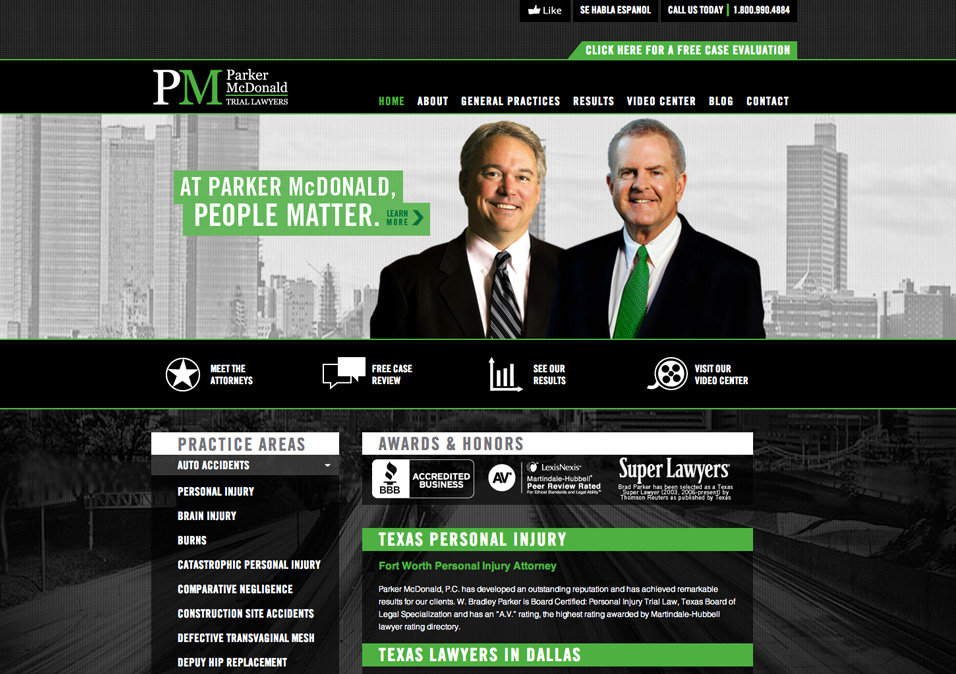 Like
SE HABLA ESPANOL
CALL US TODAY | 1.800.990.4884
CLICK HERE FOR A FREE CASE EVALUATION
PM Parker
McDonald
TRIAL LAWYERS
HOME ABOUT GENERAL PRACTICES RESULTS VIDEO CENTER BLOG CONTACT
AT PARKER McDONALD,
PEOPLE MATTER.
LEARN
MORE
MEET THE
ATTORNEYS
FREE CASE
REVIEW
SEE OUR
RESULTS
VISIT OUR
VIDEO CENTER
PRACTICE AREAS
AUTO ACCIDENTS
PERSONAL INJURY
BRAIN INJURY
BURNS
CATASTROPHIC PERSONAL INJURY
COMPARATIVE NEGLIGENCE
CONSTRUCTION SITE ACCIDENTS
DEFECTIVE TRANSVAGINAL MESH
DEPUY HIP REPLACEMENT
AWARDS & HONORS
BBB
ACCREDITED
BUSINESS
AV™
LexisNexis®
Martindale-Hubbell®
Peer Review Rated
For Ethical Standards and Legal Ability™
Super Lawyers®
Brad Parker has been selected as a Texas
Super Lawyer (2003, 2006-present) by
Thomson Reuters as published by Texas
TEXAS PERSONAL INJURY
Fort Worth Personal Injury Attorney
Parker McDonald, P.C. has developed an outstanding reputation and has achieved remarkable
results for our clients. W. Bradley Parker is Board Certified: Personal Injury Trial Law, Texas Board of
Legal Specialization and has an "A.V." rating, the highest rating awarded by Martindale-Hubbell
lawyer rating directory.
TEXAS LAWYERS IN DALLAS